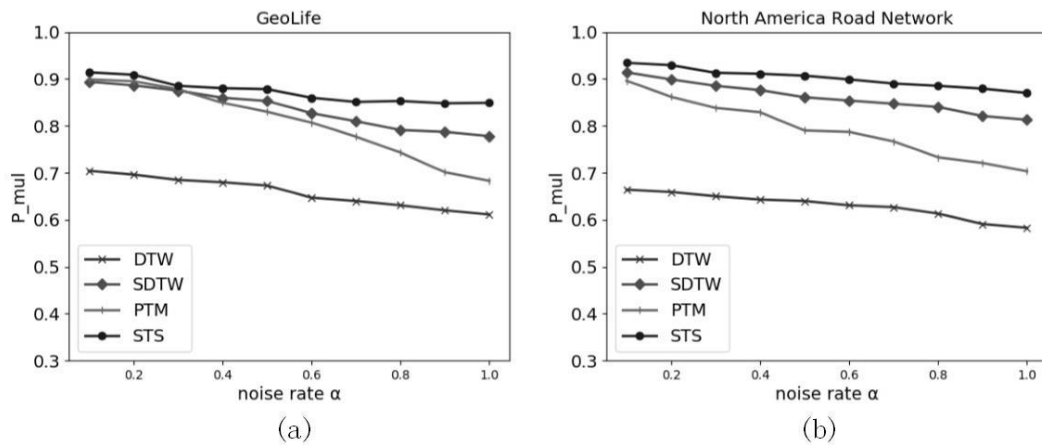 GeoLife
1.0
0.9
0.8
0.7
0.6
0.5
0.4
0.3
P_mul
DTW
SDTW
PTM
STS
0.2
0.4
0.6
0.8
1.0
noise rate α
(a)
North America Road Network
1.0
0.9
0.8
0.7
0.6
0.5
0.4
0.3
P_mul
DTW
SDTW
PTM
STS
0.2
0.4
0.6
0.8
1.0
noise rate α
(b)